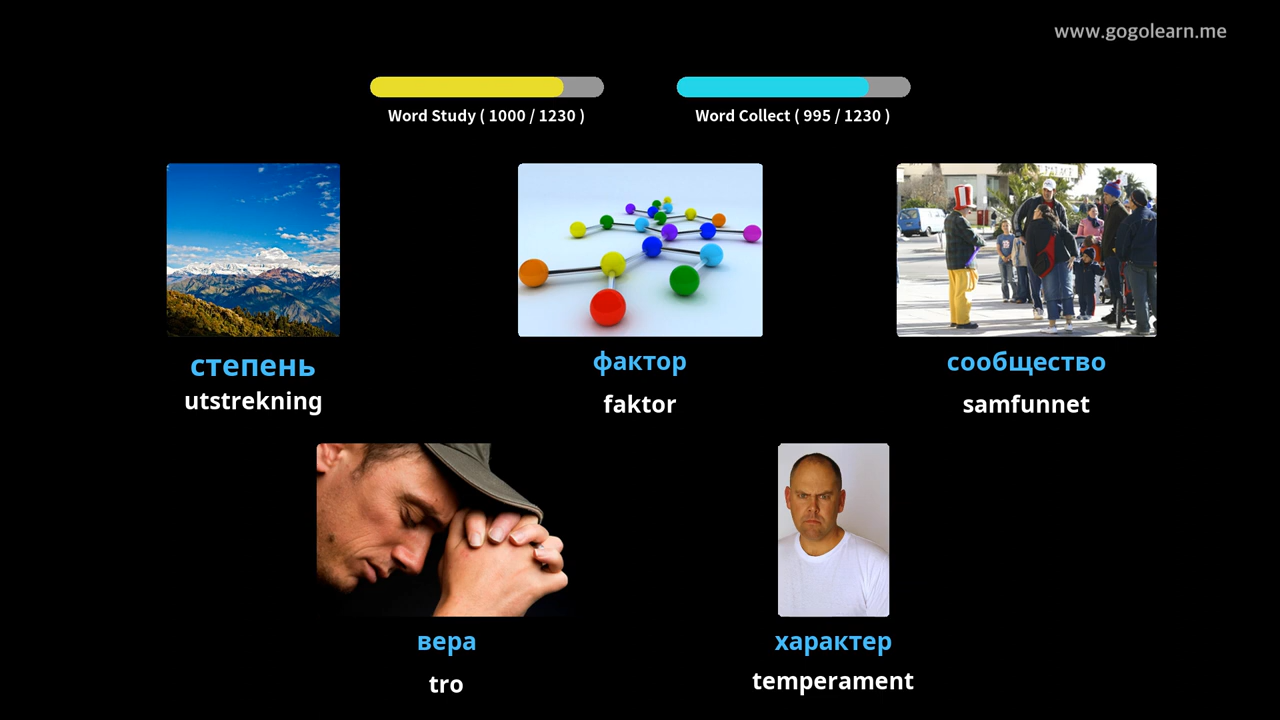 www.gogolearn.me
Word Study ( 1000 / 1230 )
Word Collect ( 995 / 1230 )
степень
utstrekning
фактор
faktor
сообщество
samfunnet
вера
tro
характер
temperament